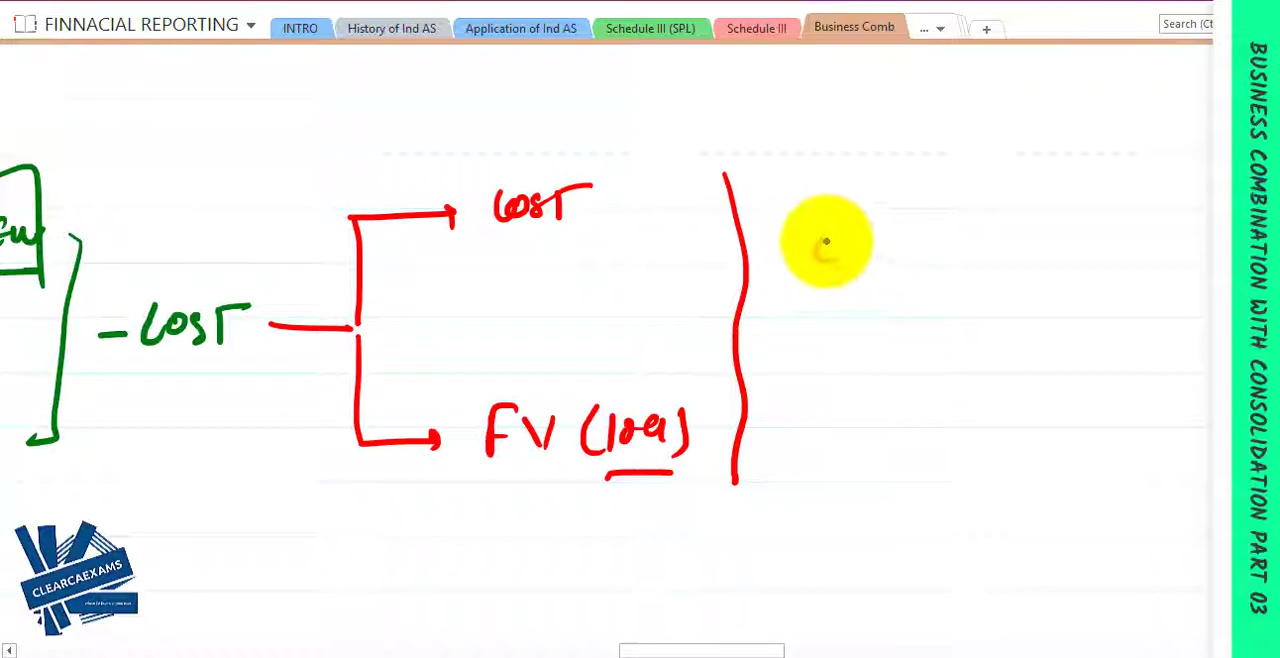 FINNACIAL REPORTING
INTRO
History of Ind AS
Application of Ind AS
Schedule III (SPL)
Schedule III
Business Comb
...
+
Search (Ct
COST
- COST
FV (109)
CLEARCAEXAMS
BUSINESS COMBINATION WITH CONSOLIDATION PART 03